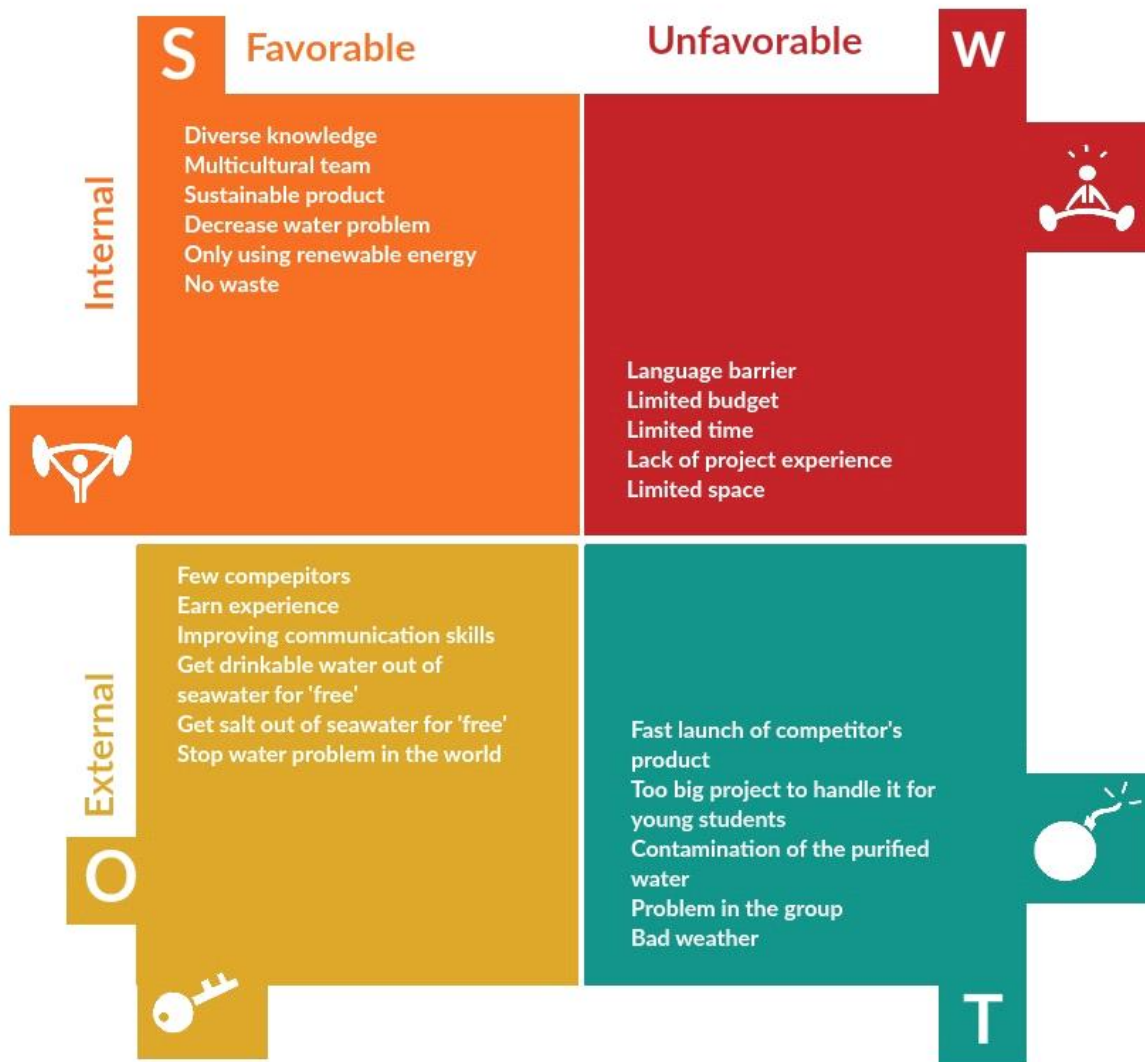 S
Favorable
Unfavorable
W
Internal
Diverse knowledge
Multicultural team
Sustainable product
Decrease water problem
Only using renewable energy
No waste
Language barrier
Limited budget
Limited time
Lack of project experience
Limited space
External
Few compepitors
Earn experience
Improving communication skills
Get drinkable water out of
seawater for 'free'
Get salt out of seawater for 'free'
Stop water problem in the world
O
Fast launch of competitor's
product
Too big project to handle it for
young students
Contamination of the purified
water
Problem in the group
Bad weather
T